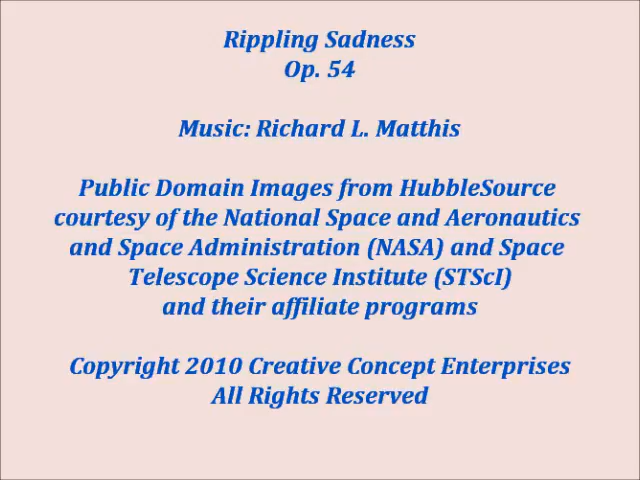 Rippling Sadness
Op. 54
Music: Richard L. Matthis
Public Domain Images from HubbleSource
courtesy of the National Space and Aeronautics
and Space Administration (NASA) and Space
Telescope Science Institute (STScI)
and their affiliate programs
Copyright 2010 Creative Concept Enterprises
All Rights Reserved